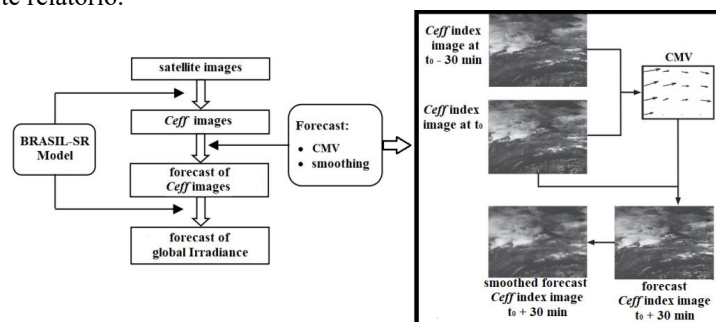 te relatório.
satellite images
Ceff images
forecast of
Ceff images
forecast of
global Irradiance
BRASIL-SR
Model
Forecast:
• CMV
• smoothing
Ceff index
image at
t0 - 30 min
Ceff index
image at t0
CMV
smoothed forecast
Ceff index image
t0 + 30 min
forecast
Ceff index image
t0 + 30 min